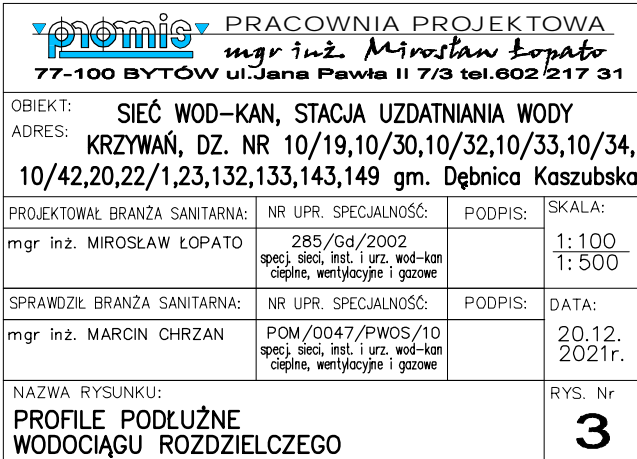 promis PRACOWNIA PROJEKTOWA
mgr inż. Mirosław Łopato
77-100 BYTÓW ul.Jana Pawła II 7/3 tel.602 217 31
OBIEKT: SIEĆ WOD-KAN, STACJA UZDATNIANIA WODY
ADRES: KRZYWAŃ, DZ. NR 10/19,10/30,10/32,10/33,10/34,
10/42,20,22/1,23,132,133,143,149 gm. Dębnica Kaszubska
PROJEKTOWAŁ BRANŻA SANITARNA: NR UPR. SPECJALNOŚĆ: PODPIS: SKALA:
mgr inż. MIROSŁAW ŁOPATO 285/Gd/2002 1:100
specj. sieci, inst. i urz. wod-kan 1:500
cieplne, wentylacyjne i gazowe
SPRAWDZIŁ BRANŻA SANITARNA: NR UPR. SPECJALNOŚĆ: PODPIS: DATA:
mgr inż. MARCIN CHRZAN POM/0047/PWOS/10 20.12.
specj. sieci, inst. i urz. wod-kan 2021r.
cieplne, wentylacyjne i gazowe
NAZWA RYSUNKU: RYS. Nr
PROFILE PODŁUŻNE 3
WODOCIĄGU ROZDZIELCZEGO